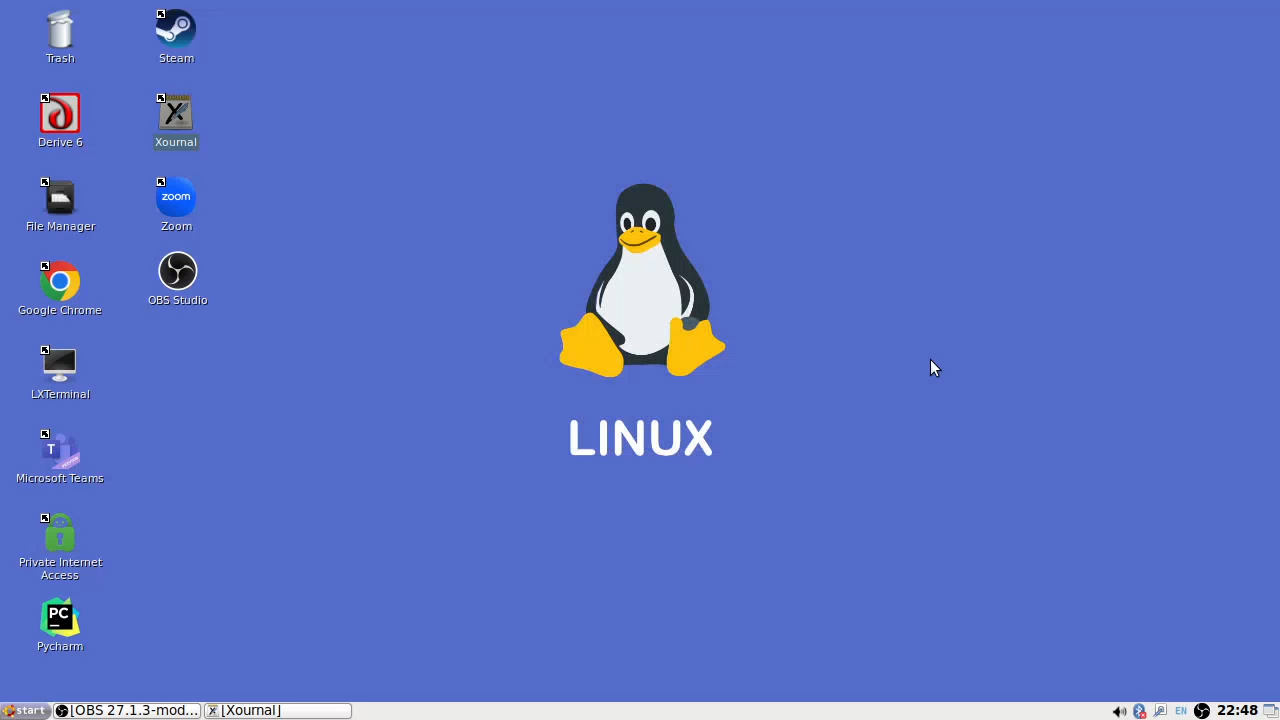 Trash
Steam
Derive 6
Xournal
File Manager
zoom
Zoom
Google Chrome
OBS Studio
LXTerminal
T
Microsoft Teams
Private Internet
Access
PC
Pycharm
LINUX
start
[OBS 27.1.3-mod...
[Xournal]
EN
22:48